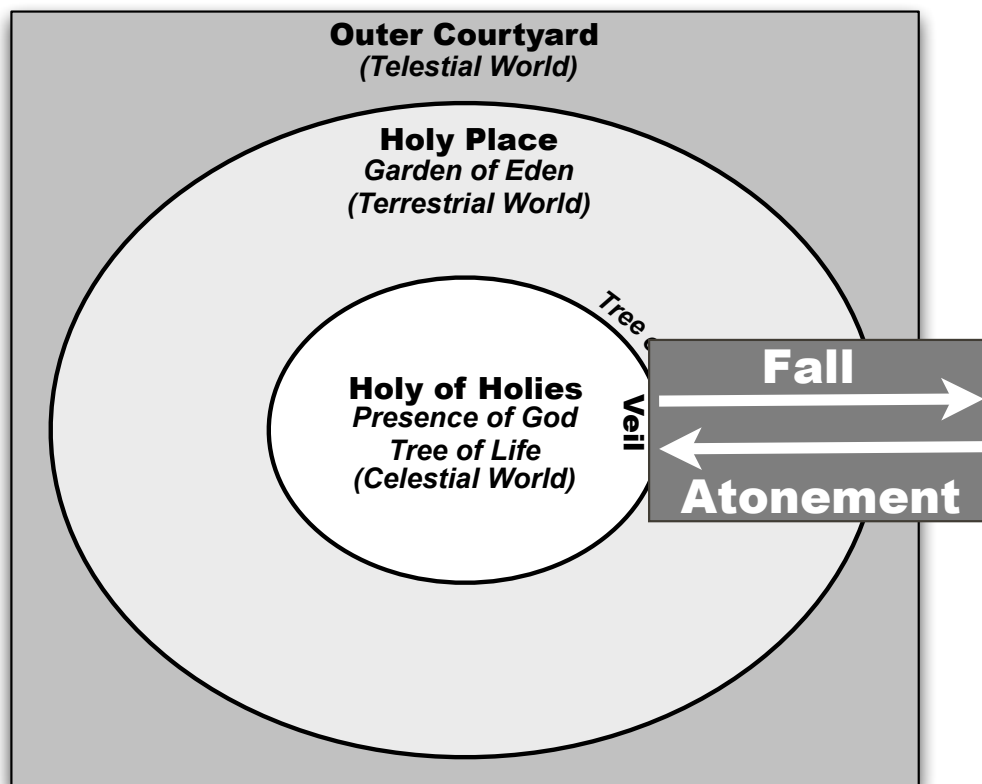 Outer Courtyard
(Telestial World)
Holy Place
Garden of Eden
(Terrestrial World)
Tree
Fall
Holy of Holies
Presence of God
Tree of Life
(Celestial World)
Veil
Atonement